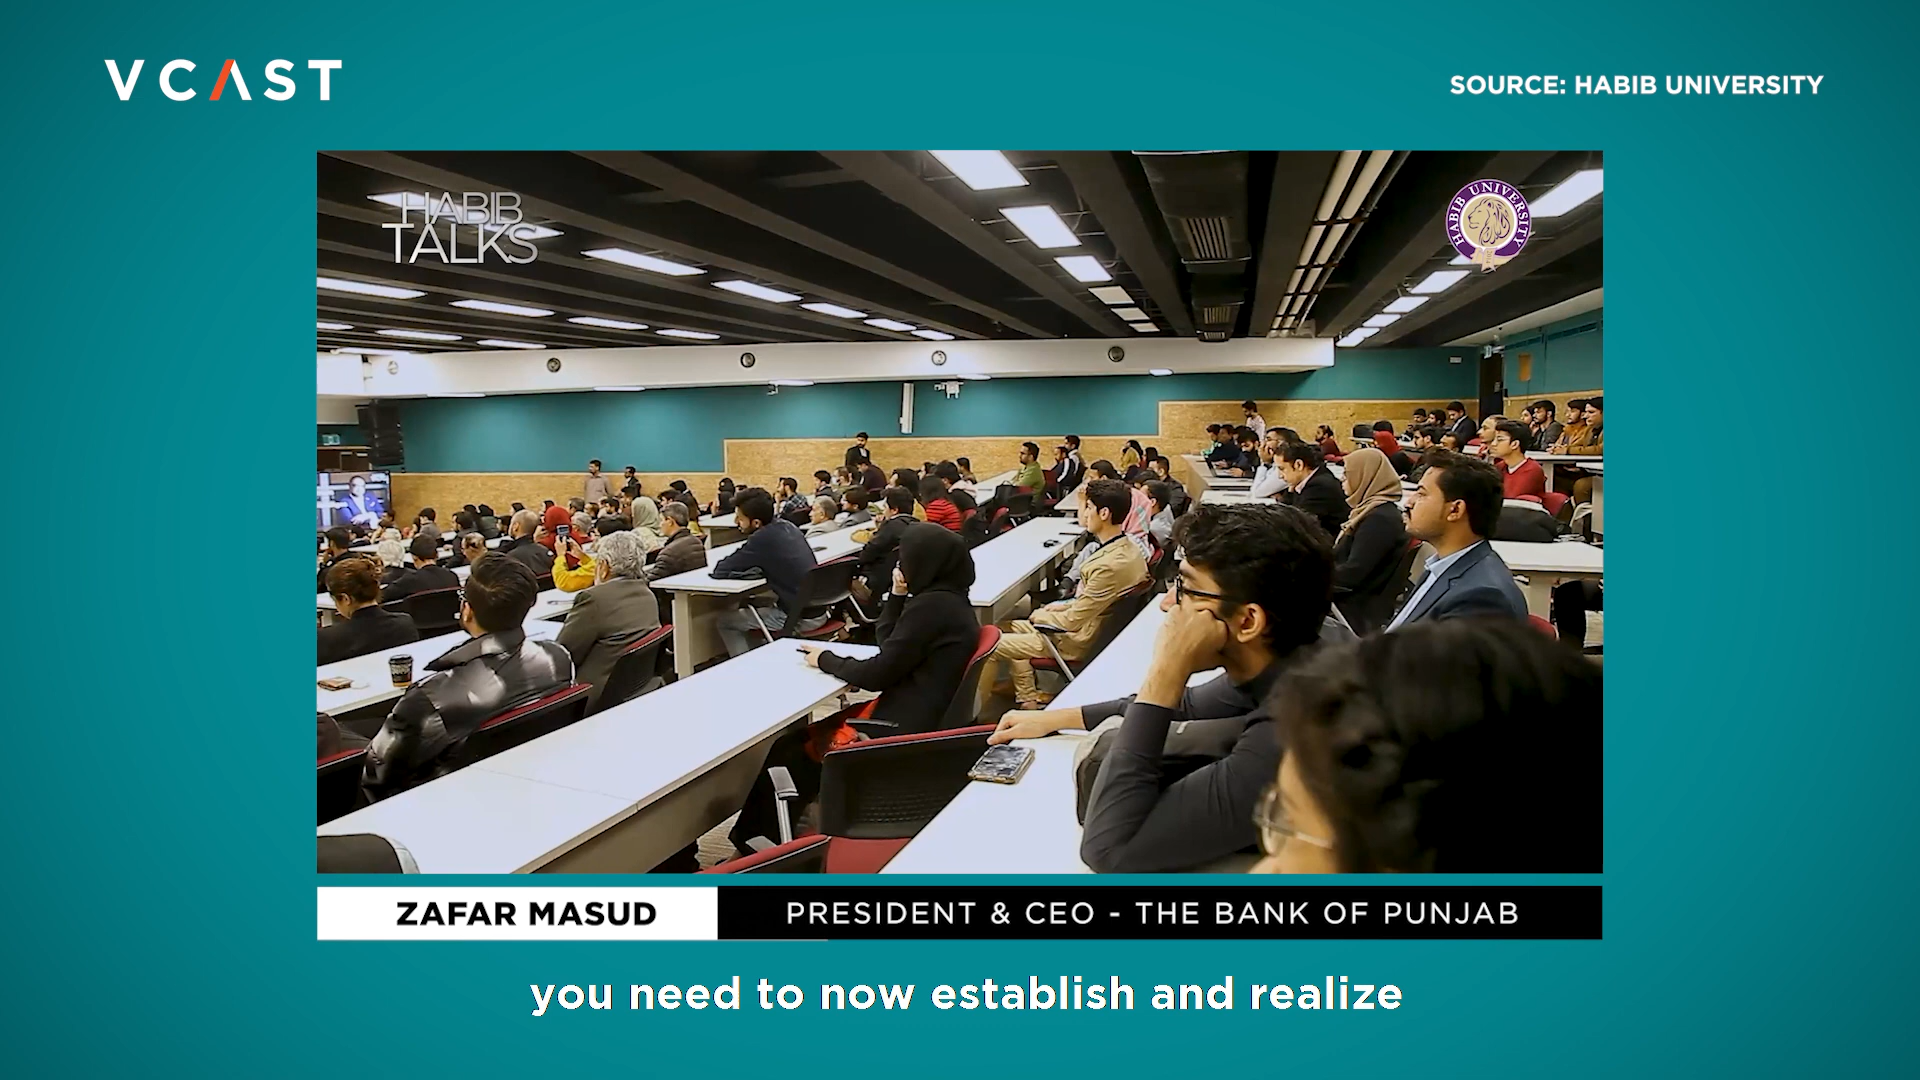 VCAST
SOURCE: HABIB UNIVERSITY
HABIB
TALKS
HABIB UNIVERSITY
ZAFAR MASUD
PRESIDENT & CEO - THE BANK OF PUNJAB
you need to now establish and realize